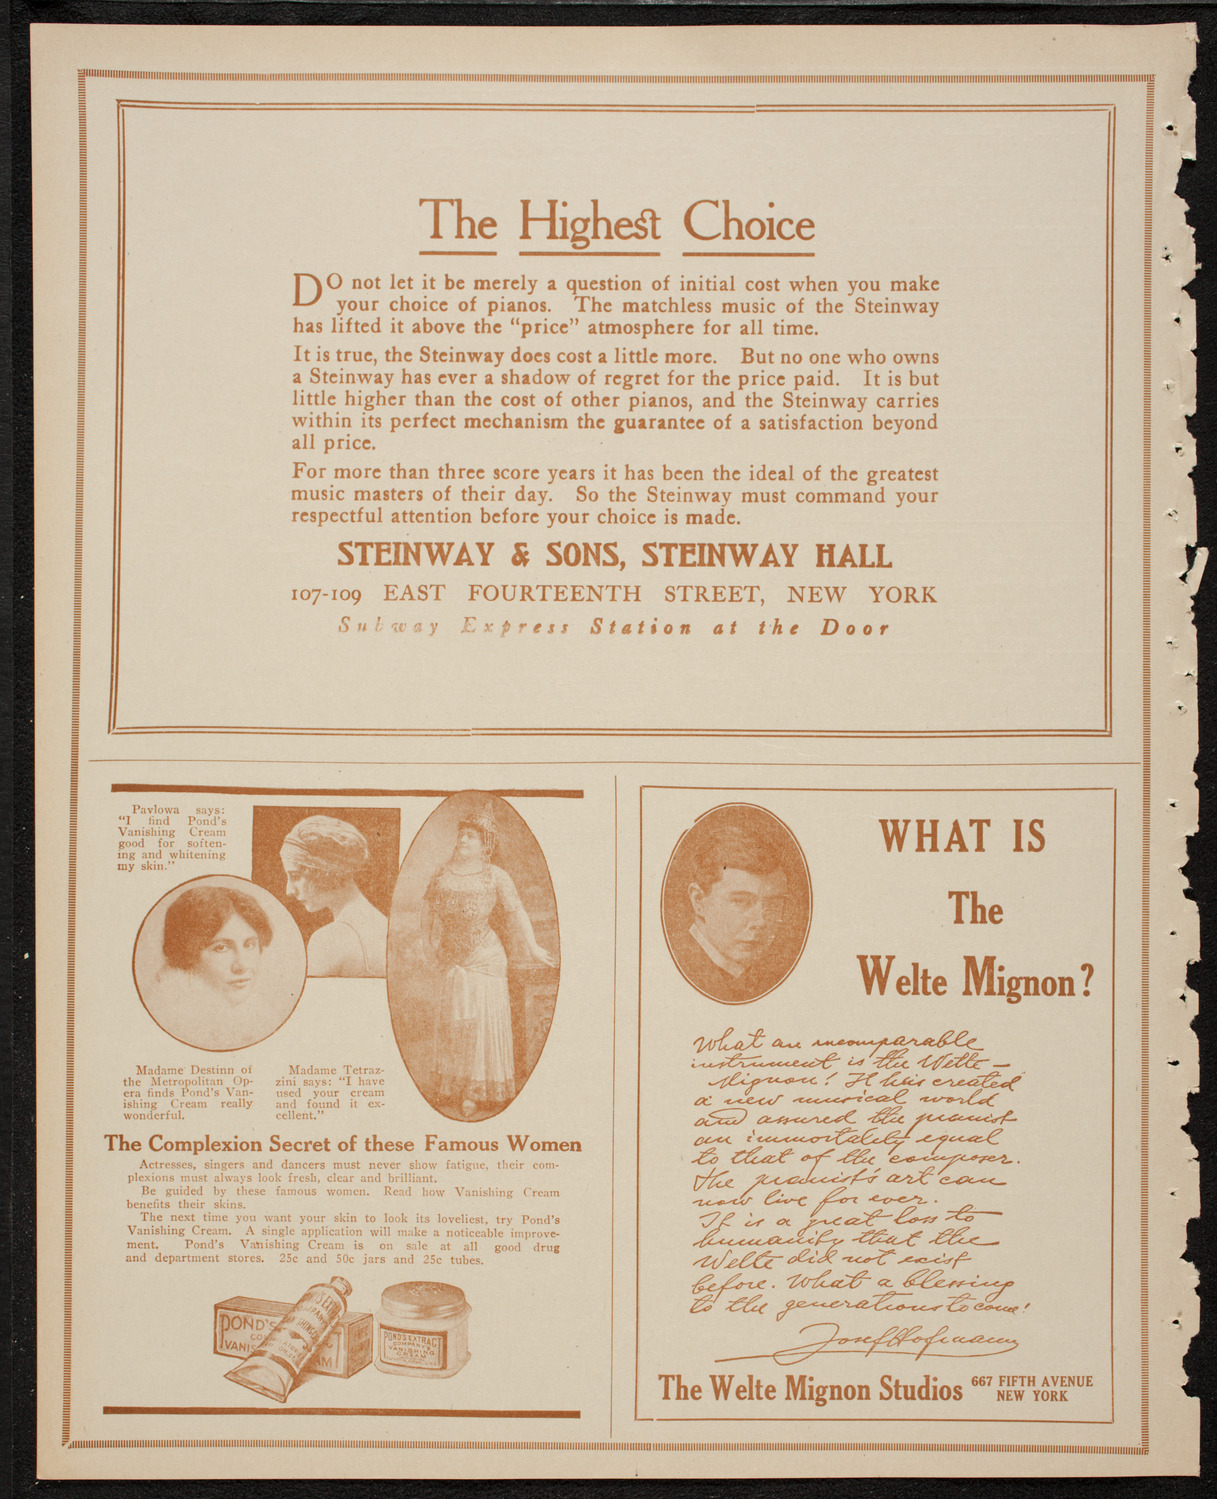 The Highest Choice
DO not let it be merely a question of initial cost when you make
your choice of pianos. The matchless music of the Steinway
has lifted it above the "price" atmosphere for all time.
It is true, the Steinway does cost a little more. But no one who owns
a Steinway has ever a shadow of regret for the price paid. It is but
little higher than the cost of other pianos, and the Steinway carries
within its perfect mechanism the guarantee of a satisfaction beyond
all price.
For more than three score years it has been the ideal of the greatest
music masters of their day. So the Steinway must command your
respectful attention before your choice is made.
STEINWAY & SONS, STEINWAY HALL
107-109 EAST FOURTEENTH STREET, NEW YORK
Subway Express Station at the Door
Pavlowa says:
"I find Pond's
Vanishing Cream
good for soften-
ing and whitening
my skin."
Madame Destinn of
the Metropolitan Op-
era finds Pond's Van-
ishing Cream really
wonderful.
Madame Tetraz-
zini says: "I have
used your cream
and found it ex-
cellent."
The Complexion Secret of these Famous Women
Actresses, singers and dancers must never show fatigue, their com-
plexions must always look fresh, clear and brilliant.
Be guided by these famous women. Read how Vanishing Cream
benefits their skins.
The next time you want your skin to look its loveliest, try Pond's
Vanishing Cream. A single application will make a noticeable improve-
ment. Pond's Vanishing Cream is on sale at all good drug
and department stores. 25c and 50c jars and 25c tubes.
POND'S
VANIS
AM
POND'S EXTRACT
COMPANY'S
VANISHING
CREAM
WHAT IS
The
Welte Mignon?
What an incomparable
instrument is the Welte-
Mignon! It has created
a new musical world
and assured the pianist
an immortality equal
to that of the composer.
The pianist's art can
now live for ever.
It is a great loss to
humanity that the
Welte did not exist
before. What a blessing
to the generations to come!
Josef Hofmann
The Welte Mignon Studios 667 FIFTH AVENUE
NEW YORK